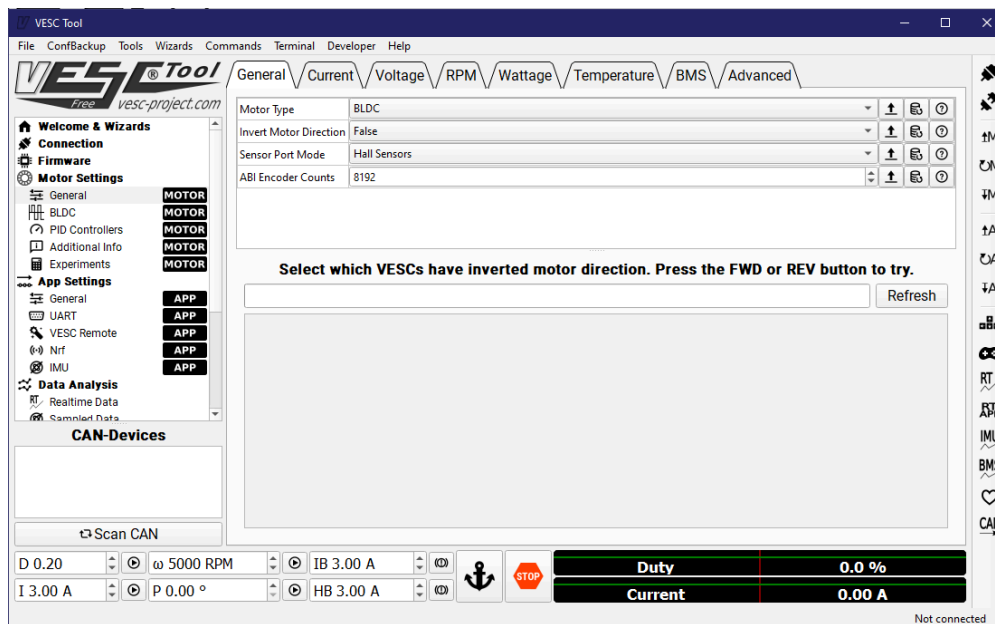 VESC Tool
File ConfBackup Tools Wizards Commands Terminal Developer Help
VESC ® Tool
Free vesc-project.com
General Current Voltage RPM Wattage Temperature BMS Advanced
Motor Type BLDC
Invert Motor Direction False
Sensor Port Mode Hall Sensors
ABI Encoder Counts 8192
Welcome & Wizards
Connection
Firmware
Motor Settings
General MOTOR
BLDC MOTOR
PID Controllers MOTOR
Additional Info MOTOR
Experiments MOTOR
App Settings
General APP
UART APP
VESC Remote APP
Nrf APP
IMU APP
Data Analysis
RT Realtime Data
Sampled Data
Select which VESCs have inverted motor direction. Press the FWD or REV button to try.
Refresh
CAN-Devices
Scan CAN
D 0.20 ω 5000 RPM IB 3.00 A
I 3.00 A P 0.00 ° HB 3.00 A
STOP
Duty 0.0 %
Current 0.00 A
Not connected
RT
RT
IMU